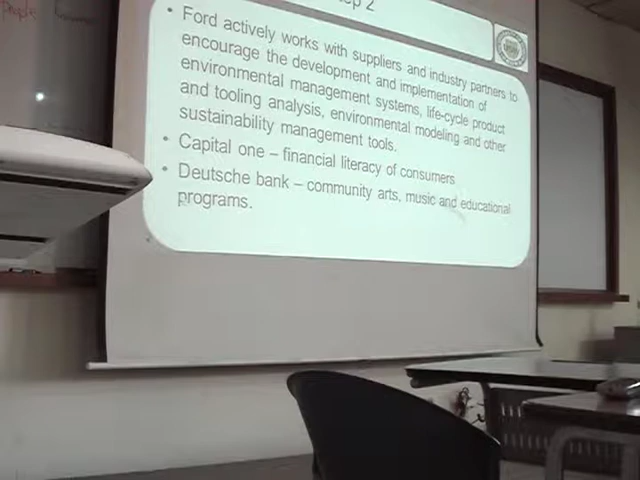 People
2
• Ford actively works with suppliers and industry partners to
encourage the development and implementation of
environmental management systems, life-cycle product
and tooling analysis, environmental modeling and other
sustainability management tools.
• Capital one – financial literacy of consumers
• Deutsche bank – community arts, music and educational
programs.